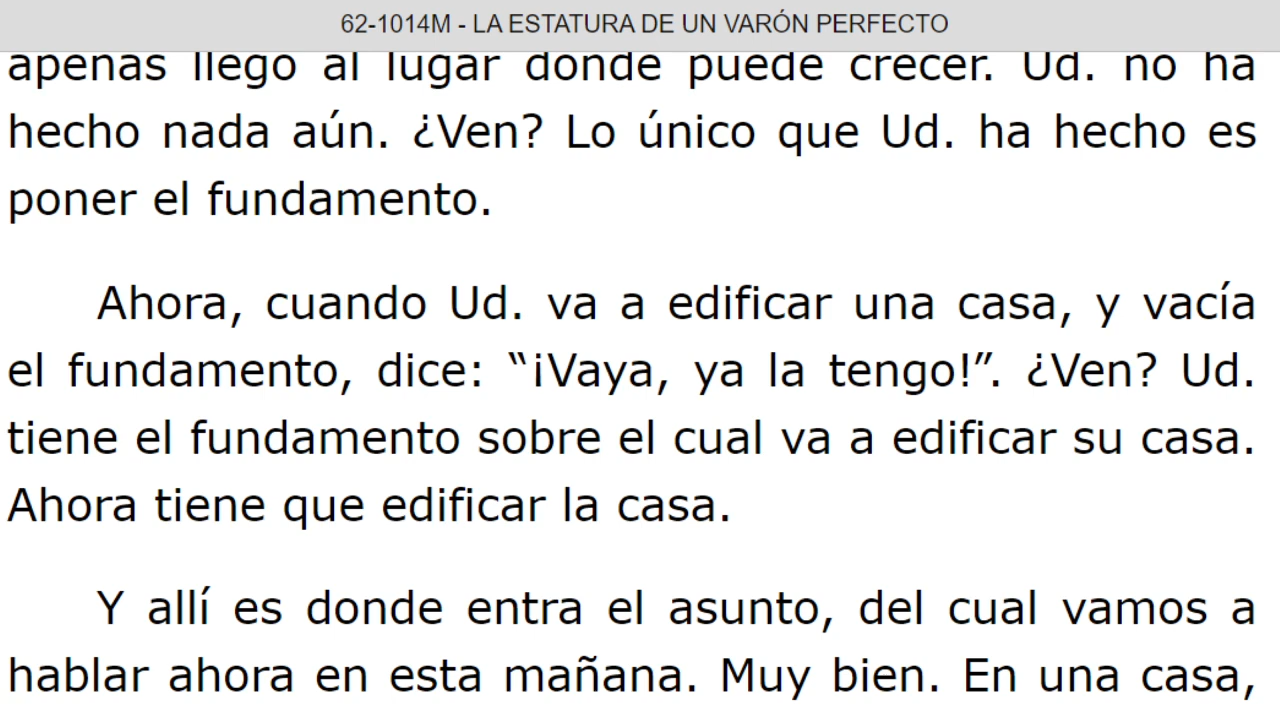 62-1014M - LA ESTATURA DE UN VARÓN PERFECTO
apenas llegó al lugar donde puede crecer. Ud. no ha
hecho nada aún. ¿Ven? Lo único que Ud. ha hecho es
poner el fundamento.
Ahora, cuando Ud. va a edificar una casa, y vacía
el fundamento, dice: “¡Vaya, ya la tengo!”. ¿Ven? Ud.
tiene el fundamento sobre el cual va a edificar su casa.
Ahora tiene que edificar la casa.
Y allí es donde entra el asunto, del cual vamos a
hablar ahora en esta mañana. Muy bien. En una casa,